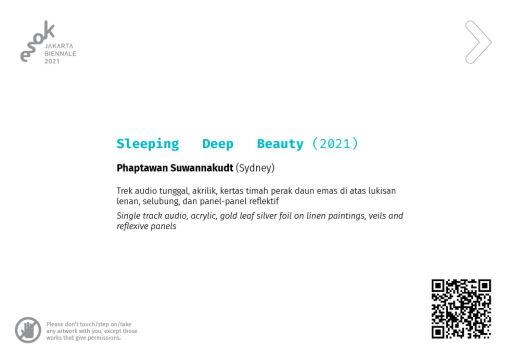 esok
JAKARTA
BIENNALE
2021
Sleeping Deep Beauty (2021)
Phaptawan Suwannakudt (Sydney)
Trek audio tunggal, akrilik, kertas timah perak daun emas di atas lukisan
lenan, selubung, dan panel-panel reflektif
Single track audio, acrylic, gold leaf silver foil on linen paintings, veils and
reflexive panels
Please don't touch/step on/take
any artwork with you, except those
works that give permissions.